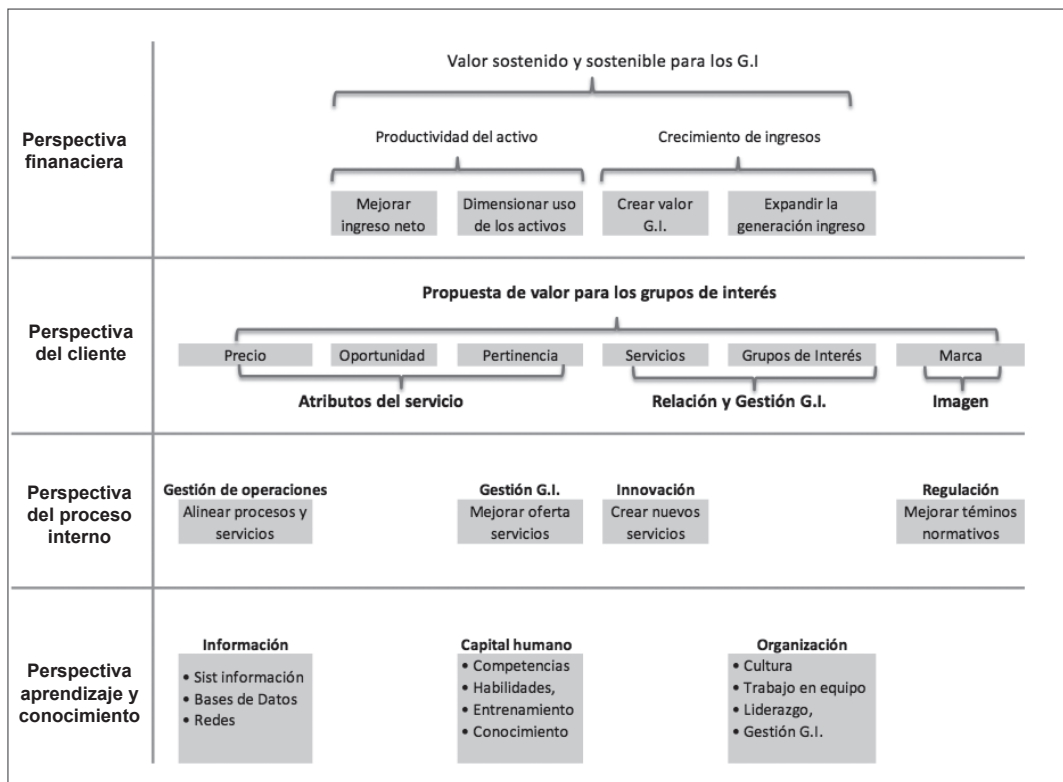 Perspectiva
finanaciera
Valor sostenido y sostenible para los G.I
Productividad del activo
Crecimiento de ingresos
Mejorar
ingreso neto
Dimensionar uso
de los activos
Crear valor
G.I.
Expandir la
generación ingreso
Perspectiva
del cliente
Propuesta de valor para los grupos de interés
Precio
Oportunidad
Pertinencia
Servicios
Grupos de Interés
Marca
Atributos del servicio
Relación y Gestión G.I.
Imagen
Perspectiva
del proceso
interno
Gestión de operaciones
Alinear procesos y
servicios
Gestión G.I.
Mejorar oferta
servicios
Innovación
Crear nuevos
servicios
Regulación
Mejorar téminos
normativos
Perspectiva
aprendizaje y
conocimiento
Información
• Sist información
• Bases de Datos
• Redes
Capital humano
• Competencias
• Habilidades,
• Entrenamiento
• Conocimiento
Organización
• Cultura
• Trabajo en equipo
• Liderazgo,
• Gestión G.I.